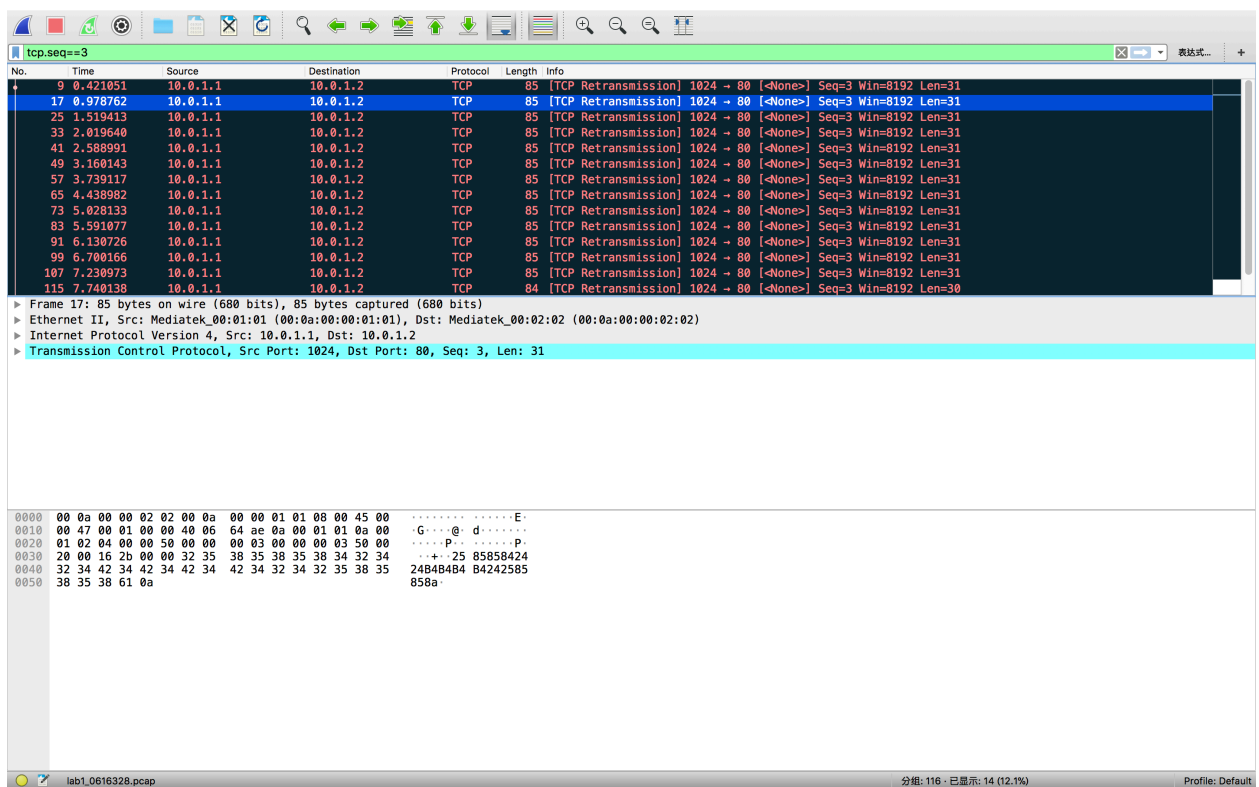 tcp.seq==3 表达式… +
No. Time Source Destination Protocol Length Info
9 0.421051 10.0.1.1 10.0.1.2 TCP 85 [TCP Retransmission] 1024 → 80 [<None>] Seq=3 Win=8192 Len=31
17 0.978762 10.0.1.1 10.0.1.2 TCP 85 [TCP Retransmission] 1024 → 80 [<None>] Seq=3 Win=8192 Len=31
25 1.519413 10.0.1.1 10.0.1.2 TCP 85 [TCP Retransmission] 1024 → 80 [<None>] Seq=3 Win=8192 Len=31
33 2.019640 10.0.1.1 10.0.1.2 TCP 85 [TCP Retransmission] 1024 → 80 [<None>] Seq=3 Win=8192 Len=31
41 2.588991 10.0.1.1 10.0.1.2 TCP 85 [TCP Retransmission] 1024 → 80 [<None>] Seq=3 Win=8192 Len=31
49 3.160143 10.0.1.1 10.0.1.2 TCP 85 [TCP Retransmission] 1024 → 80 [<None>] Seq=3 Win=8192 Len=31
57 3.739117 10.0.1.1 10.0.1.2 TCP 85 [TCP Retransmission] 1024 → 80 [<None>] Seq=3 Win=8192 Len=31
65 4.438982 10.0.1.1 10.0.1.2 TCP 85 [TCP Retransmission] 1024 → 80 [<None>] Seq=3 Win=8192 Len=31
73 5.028133 10.0.1.1 10.0.1.2 TCP 85 [TCP Retransmission] 1024 → 80 [<None>] Seq=3 Win=8192 Len=31
83 5.591077 10.0.1.1 10.0.1.2 TCP 85 [TCP Retransmission] 1024 → 80 [<None>] Seq=3 Win=8192 Len=31
91 6.130726 10.0.1.1 10.0.1.2 TCP 85 [TCP Retransmission] 1024 → 80 [<None>] Seq=3 Win=8192 Len=31
99 6.700166 10.0.1.1 10.0.1.2 TCP 85 [TCP Retransmission] 1024 → 80 [<None>] Seq=3 Win=8192 Len=31
107 7.230973 10.0.1.1 10.0.1.2 TCP 85 [TCP Retransmission] 1024 → 80 [<None>] Seq=3 Win=8192 Len=31
115 7.740138 10.0.1.1 10.0.1.2 TCP 84 [TCP Retransmission] 1024 → 80 [<None>] Seq=3 Win=8192 Len=30
Frame 17: 85 bytes on wire (680 bits), 85 bytes captured (680 bits)
Ethernet II, Src: Mediatek_00:01:01 (00:0a:00:00:01:01), Dst: Mediatek_00:02:02 (00:0a:00:00:02:02)
Internet Protocol Version 4, Src: 10.0.1.1, Dst: 10.0.1.2
Transmission Control Protocol, Src Port: 1024, Dst Port: 80, Seq: 3, Len: 31
0000 00 0a 00 00 02 02 00 0a 00 00 01 01 08 00 45 00 ········ ······E·
0010 00 47 00 01 00 00 40 06 64 ae 0a 00 01 01 0a 00 ·G····@· d·······
0020 01 02 04 00 00 50 00 00 00 03 00 00 00 03 50 00 ·····P·· ······P·
0030 20 00 16 2b 00 00 32 35 38 35 38 35 38 34 32 34 ··+··25 85858424
0040 32 34 42 34 42 34 42 34 42 34 32 34 32 35 38 35 24B4B4B4 B4242585
0050 38 35 38 61 0a 858a·
lab1_0616328.pcap 分组: 116 · 已显示: 14 (12.1%) Profile: Default